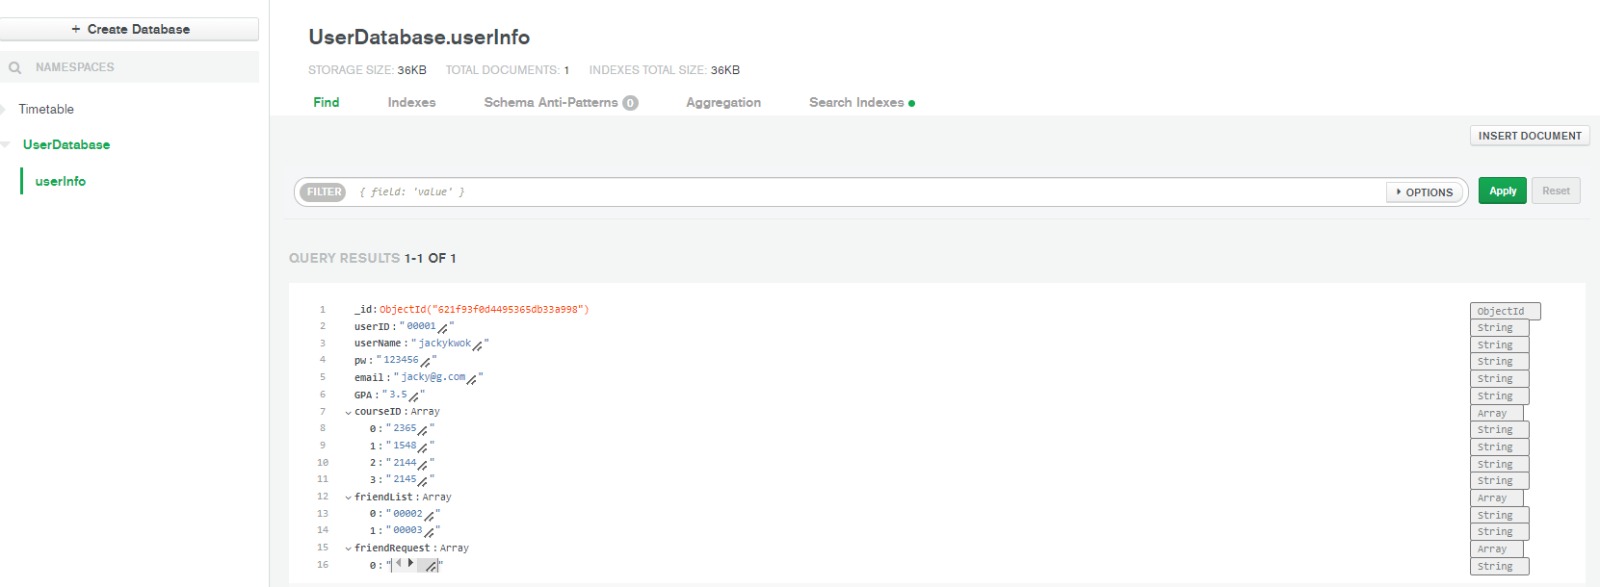 + Create Database
NAMESPACES
Timetable
UserDatabase
userInfo
UserDatabase.userInfo
STORAGE SIZE: 36KB TOTAL DOCUMENTS: 1 INDEXES TOTAL SIZE: 36KB
Find Indexes Schema Anti-Patterns 0 Aggregation Search Indexes
INSERT DOCUMENT
FILTER { field: 'value' } OPTIONS Apply Reset
QUERY RESULTS 1-1 OF 1
1 _id:ObjectId("621f93f0d4495365db33a998") ObjectId
2 userID:"00001" String
3 userName:"jackykwok" String
4 pw:"123456" String
5 email:"jacky@g.com" String
6 GPA:"3.5" String
7 courseID:Array Array
8 0:"2365" String
9 1:"1548" String
10 2:"2144" String
11 3:"2145" String
12 friendList:Array Array
13 0:"00002" String
14 1:"00003" String
15 friendRequest:Array Array
16 0:"" String